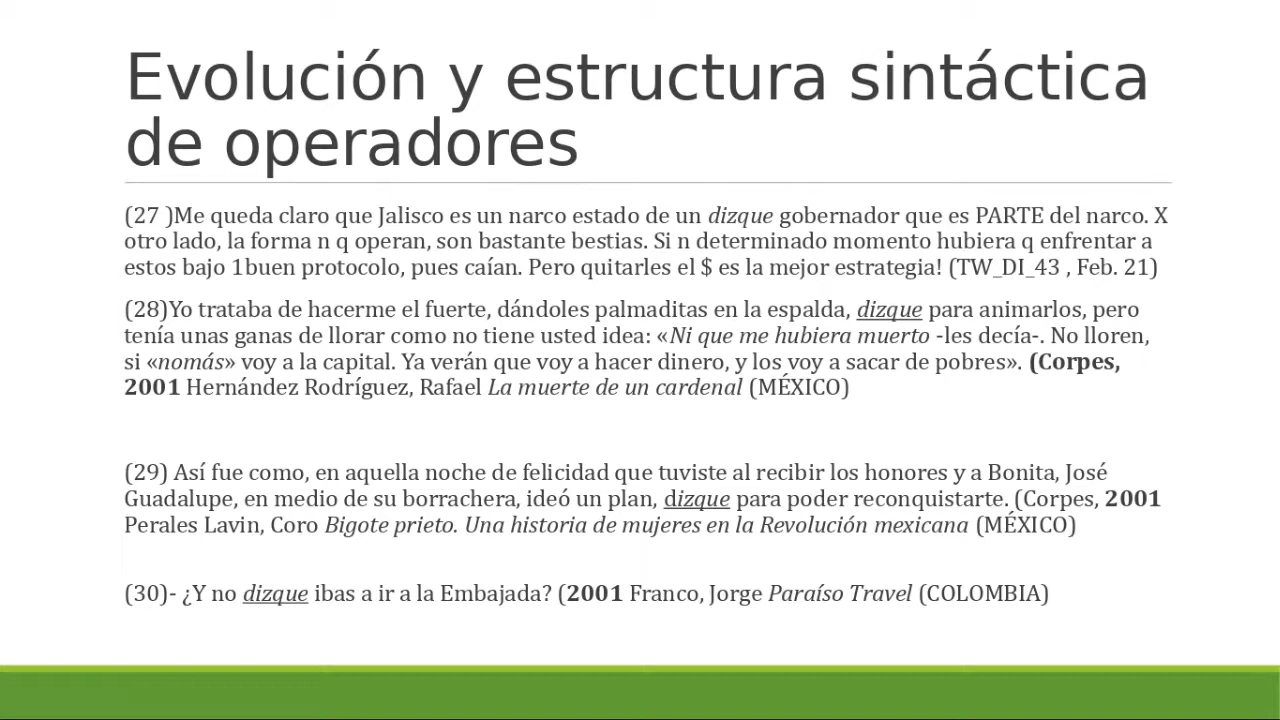 Evolución y estructura sintáctica
de operadores
(27 )Me queda claro que Jalisco es un narco estado de un dizque gobernador que es PARTE del narco. X
otro lado, la forma n q operan, son bastante bestias. Si n determinado momento hubiera q enfrentar a
estos bajo 1buen protocolo, pues caían. Pero quitarles el $ es la mejor estrategia! (TW_DI_43 , Feb. 21)
(28)Yo trataba de hacerme el fuerte, dándoles palmaditas en la espalda, dizque para animarlos, pero
tenía unas ganas de llorar como no tiene usted idea: «Ni que me hubiera muerto -les decía-. No lloren,
si «nomás» voy a la capital. Ya verán que voy a hacer dinero, y los voy a sacar de pobres». (Corpes,
2001 Hernández Rodríguez, Rafael La muerte de un cardenal (MÉXICO)
(29) Así fue como, en aquella noche de felicidad que tuviste al recibir los honores y a Bonita, José
Guadalupe, en medio de su borrachera, ideó un plan, dizque para poder reconquistarte. (Corpes, 2001
Perales Lavin, Coro Bigote prieto. Una historia de mujeres en la Revolución mexicana (MÉXICO)
(30)- ¿Y no dizque ibas a ir a la Embajada? (2001 Franco, Jorge Paraíso Travel (COLOMBIA)